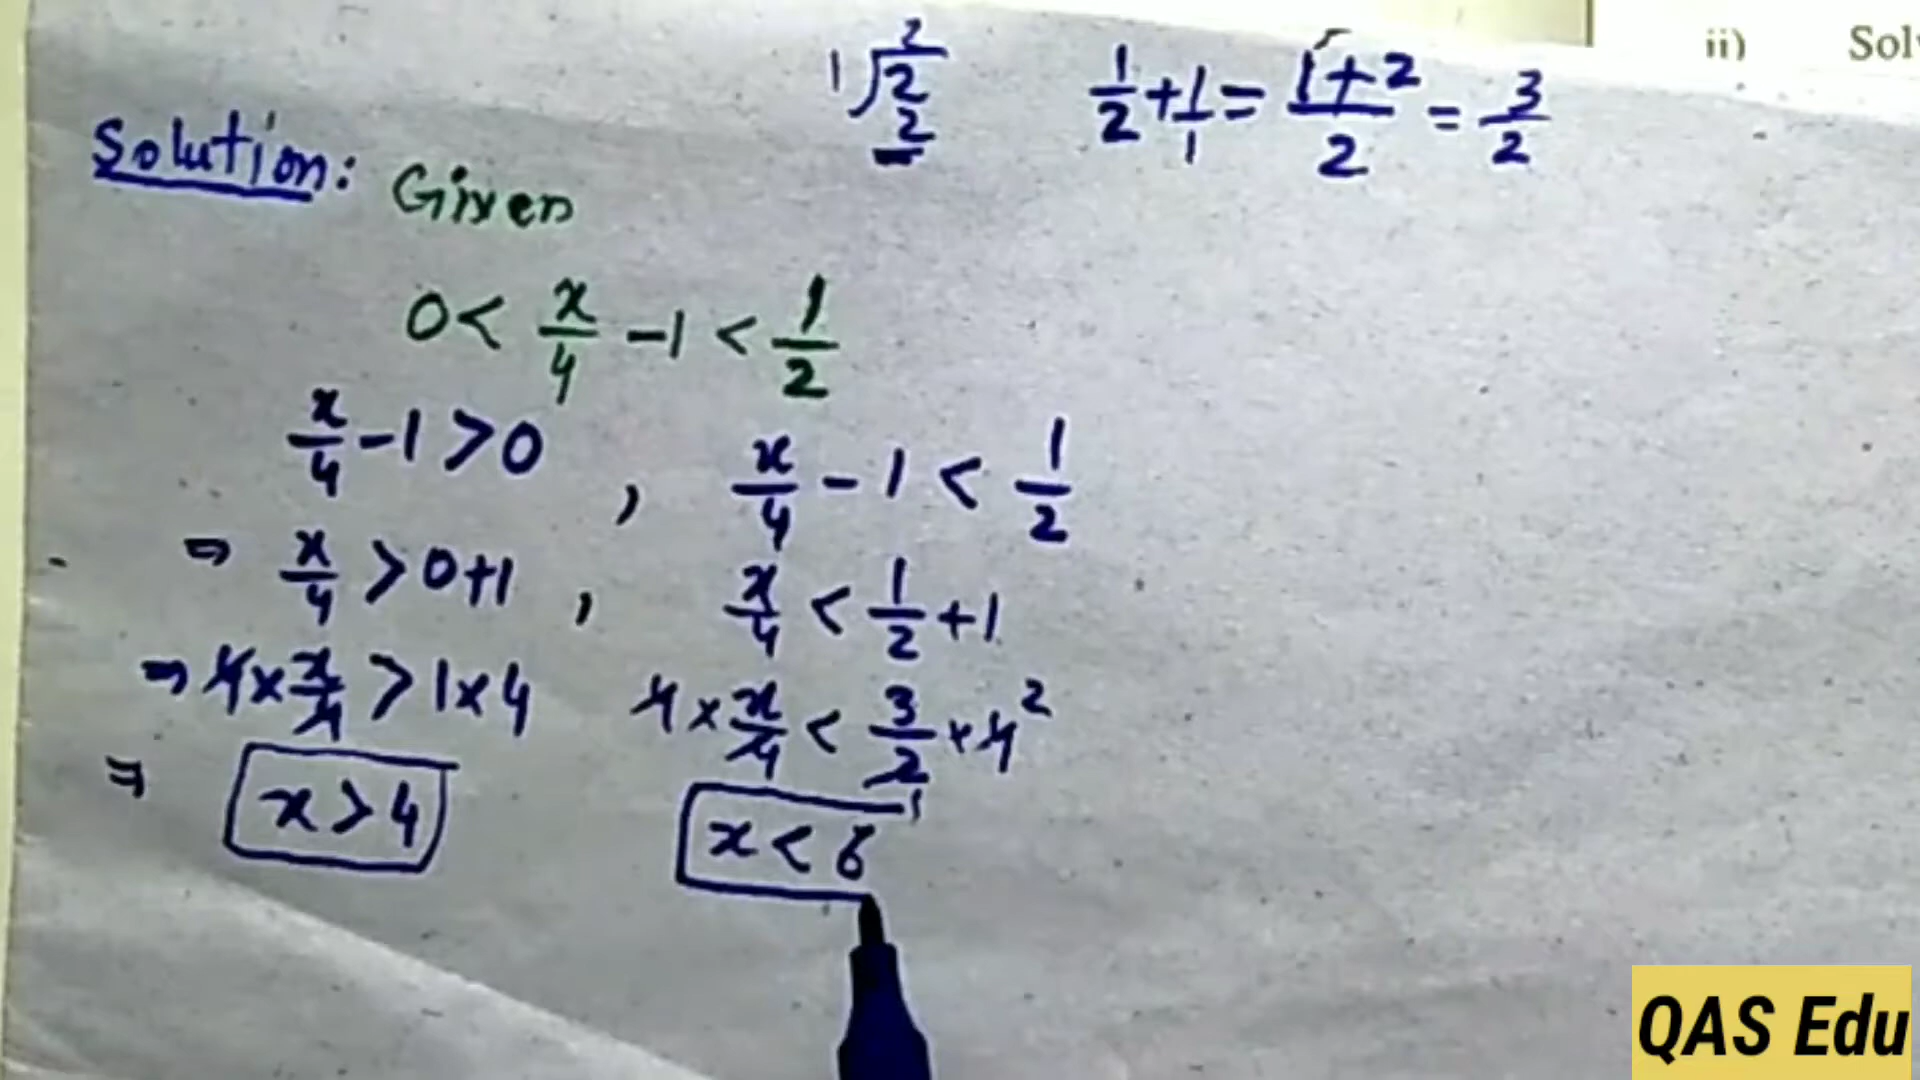 2
1 √2
2
1/2 + 1/1 = 1+2/2 = 3/2
ii) Sol
Solution: Given
0 < x/4 - 1 < 1/2
x/4 - 1 > 0 , x/4 - 1 < 1/2
⇒ x/4 > 0+1 , x/4 < 1/2 + 1
⇒ 4 × x/4 > 1 × 4 4 × x/4 < 3/2 × 4 2
1
⇒ x > 4 x < 6
QAS Edu